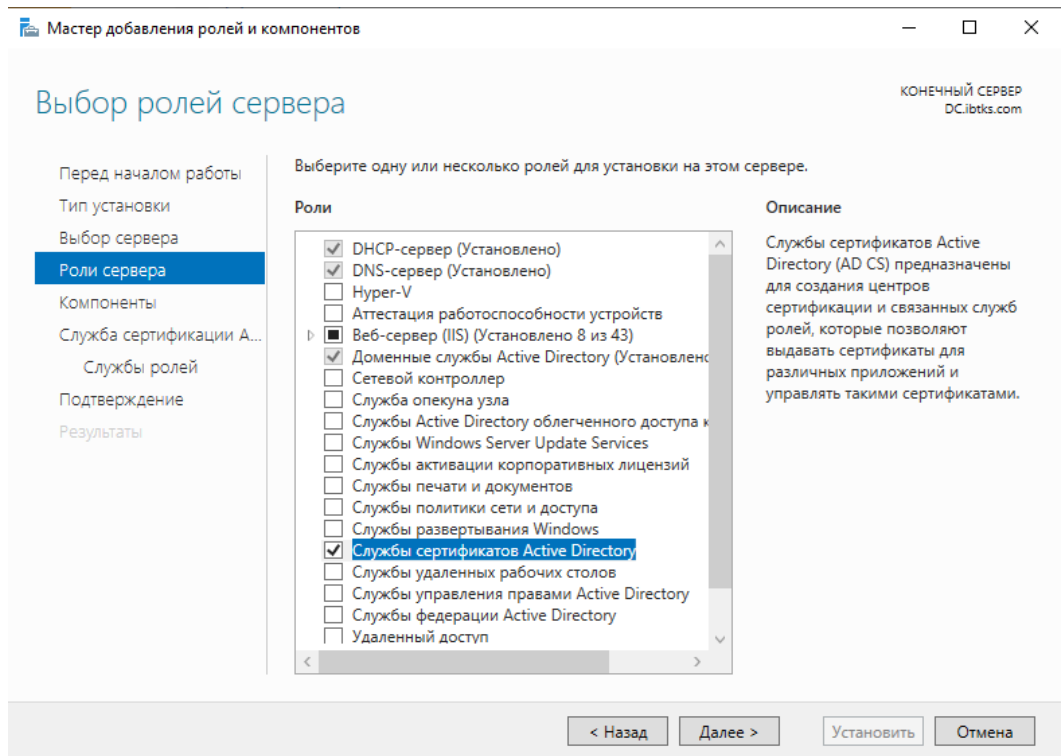 Мастер добавления ролей и компонентов
Выбор ролей сервера
КОНЕЧНЫЙ СЕРВЕР
DC.ibtks.com
Перед началом работы
Тип установки
Выбор сервера
Роли сервера
Компоненты
Служба сертификации A...
Службы ролей
Подтверждение
Результаты
Выберите одну или несколько ролей для установки на этом сервере.
Роли
DHCP-сервер (Установлено)
DNS-сервер (Установлено)
Hyper-V
Аттестация работоспособности устройств
Веб-сервер (IIS) (Установлено 8 из 43)
Доменные службы Active Directory (Установлено
Сетевой контроллер
Служба опекуна узла
Службы Active Directory облегченного доступа к
Службы Windows Server Update Services
Службы активации корпоративных лицензий
Службы печати и документов
Службы политики сети и доступа
Службы развертывания Windows
Службы сертификатов Active Directory
Службы удаленных рабочих столов
Службы управления правами Active Directory
Службы федерации Active Directory
Удаленный доступ
Описание
Службы сертификатов Active
Directory (AD CS) предназначены
для создания центров
сертификации и связанных служб
ролей, которые позволяют
выдавать сертификаты для
различных приложений и
управлять такими сертификатами.
< Назад
Далее >
Установить
Отмена